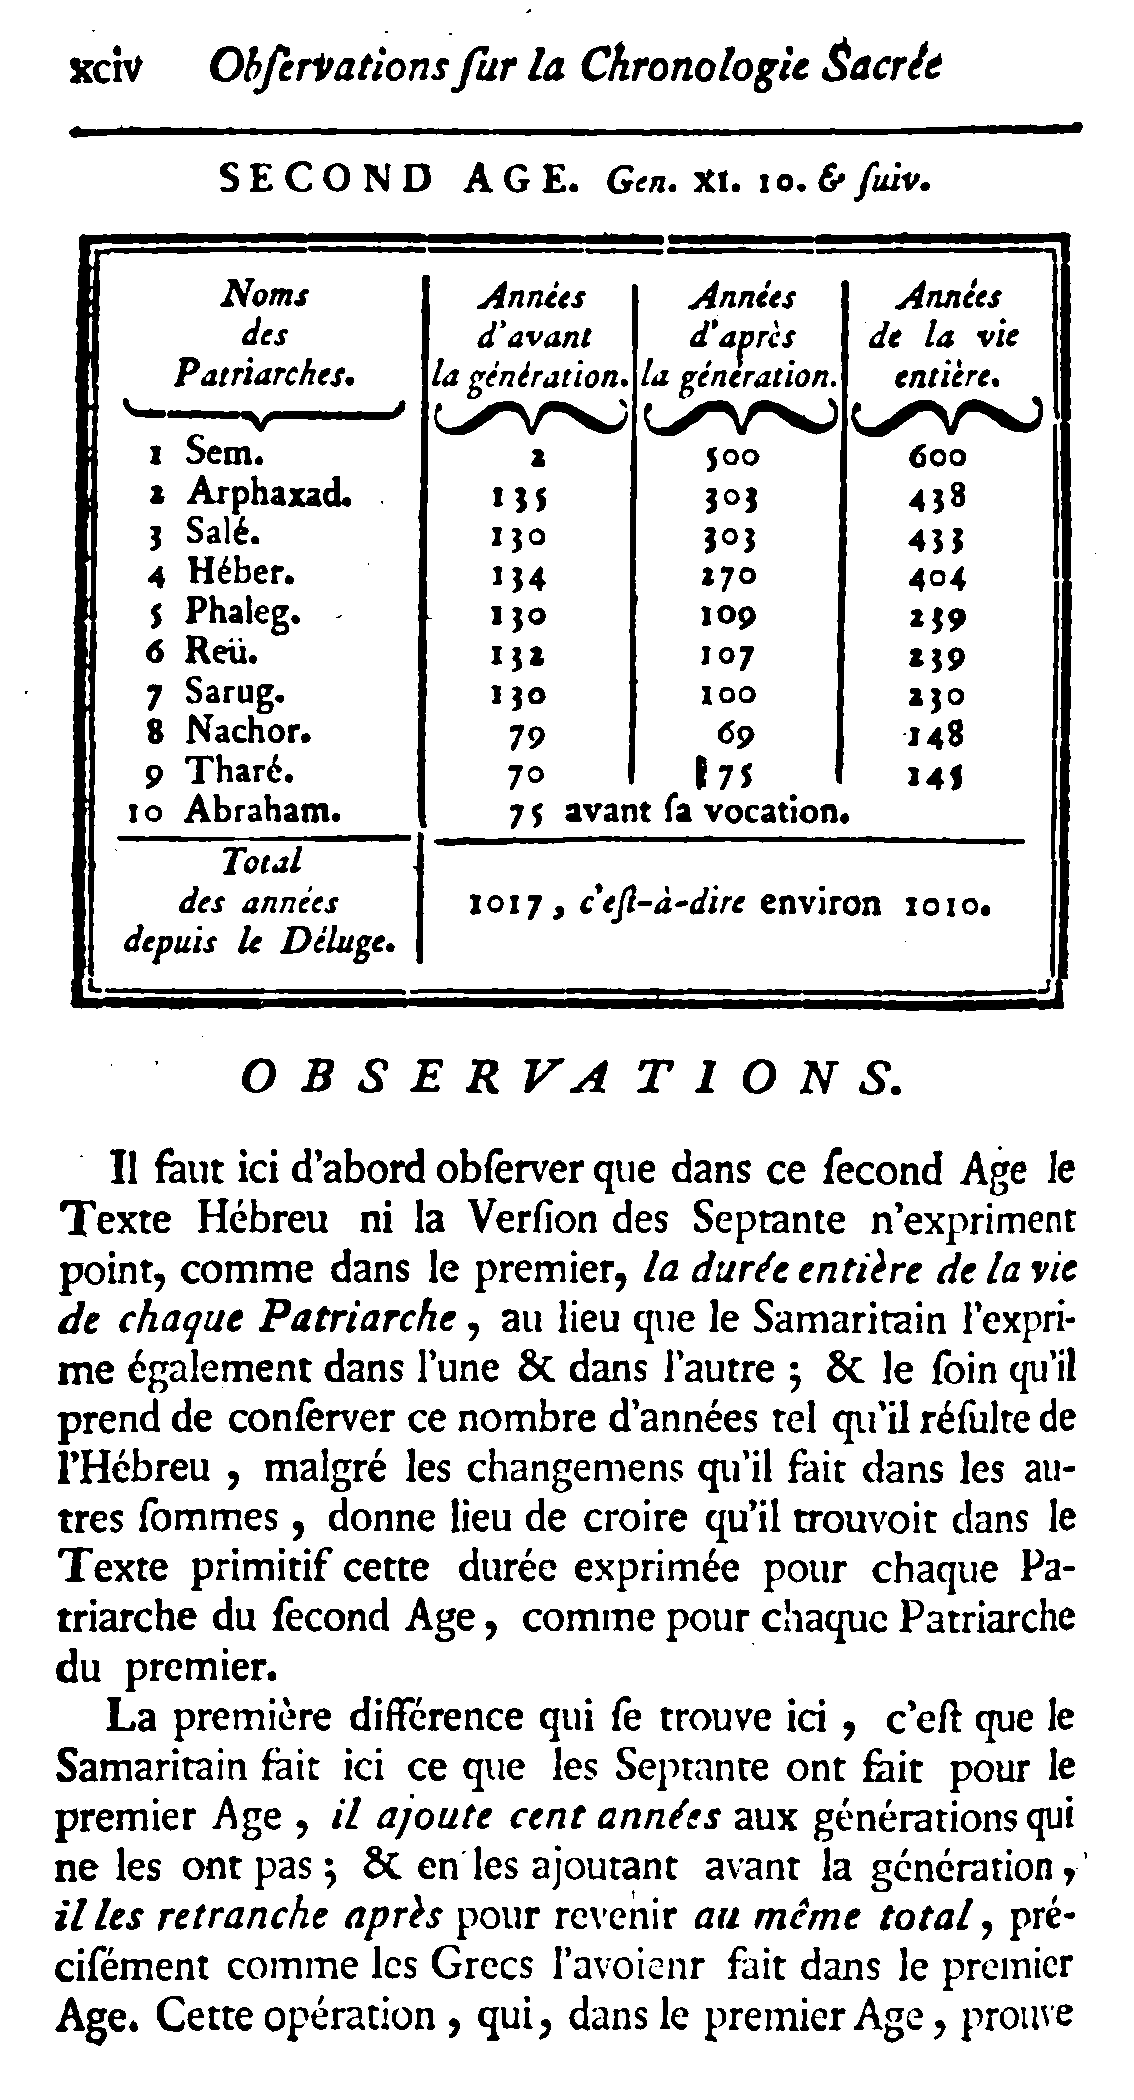 xciv Obſervations ſur la Chronologie Sacrée
SECOND AGE. Gen. XI. 10. & ſuiv.
Noms des Patriarches. Années d'avant la génération. Années d'après la génération. Années de la vie entière.
1 Sem. 2 500 600
2 Arphaxad. 135 303 438
3 Salé. 130 303 433
4 Héber. 134 270 404
5 Phaleg. 130 109 239
6 Reü. 132 107 239
7 Sarug. 130 100 230
8 Nachor. 79 69 148
9 Tharé. 70 75 145
10 Abraham. 75 avant ſa vocation.
Total
des années
depuis le Déluge.
1017, c'eſt-à-dire environ 1010.
OBSERVATIONS.
Il faut ici d'abord obſerver que dans ce ſecond Age le
Texte Hébreu ni la Verſion des Septante n'expriment
point, comme dans le premier, la durée entière de la vie
de chaque Patriarche, au lieu que le Samaritain l'expri-
me également dans l'une & dans l'autre ; & le ſoin qu'il
prend de conſerver ce nombre d'années tel qu'il réſulte de
l'Hébreu, malgré les changemens qu'il fait dans les au-
tres ſommes, donne lieu de croire qu'il trouvoit dans le
Texte primitif cette durée exprimée pour chaque Pa-
triarche du ſecond Age, comme pour chaque Patriarche
du premier.
La première différence qui ſe trouve ici, c'eſt que le
Samaritain fait ici ce que les Septante ont fait pour le
premier Age, il ajoute cent années aux générations qui
ne les ont pas ; & en les ajoutant avant la génération,
il les retranche après pour revenir au même total, pré-
ciſément comme les Grecs l'avoient fait dans le premier
Age. Cette opération, qui, dans le premier Age, prouve